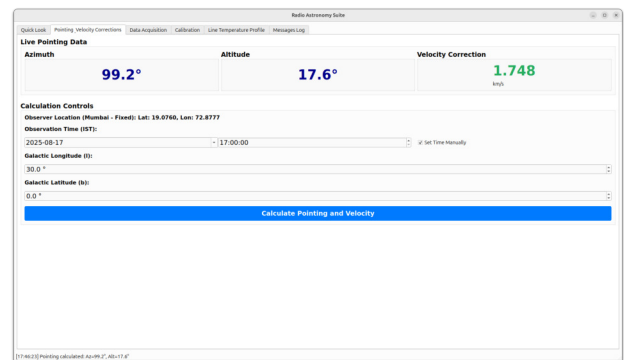 Radio Astronomy Suite
Quick Look Pointing_Velocity Corrections Data Acquisition Calibration Line Temperature Profile Messages Log
Live Pointing Data
Azimuth Altitude Velocity Correction
99.2° 17.6° 1.748
km/s
Calculation Controls
Observer Location (Mumbai - Fixed): Lat: 19.0760, Lon: 72.8777
Observation Time (IST):
2025-08-17 - 17:00:00 Set Time Manually
Galactic Longitude (l):
30.0 °
Galactic Latitude (b):
0.0 °
Calculate Pointing and Velocity
[17:46:23] Pointing calculated: Az=99.2°, Alt=17.6°